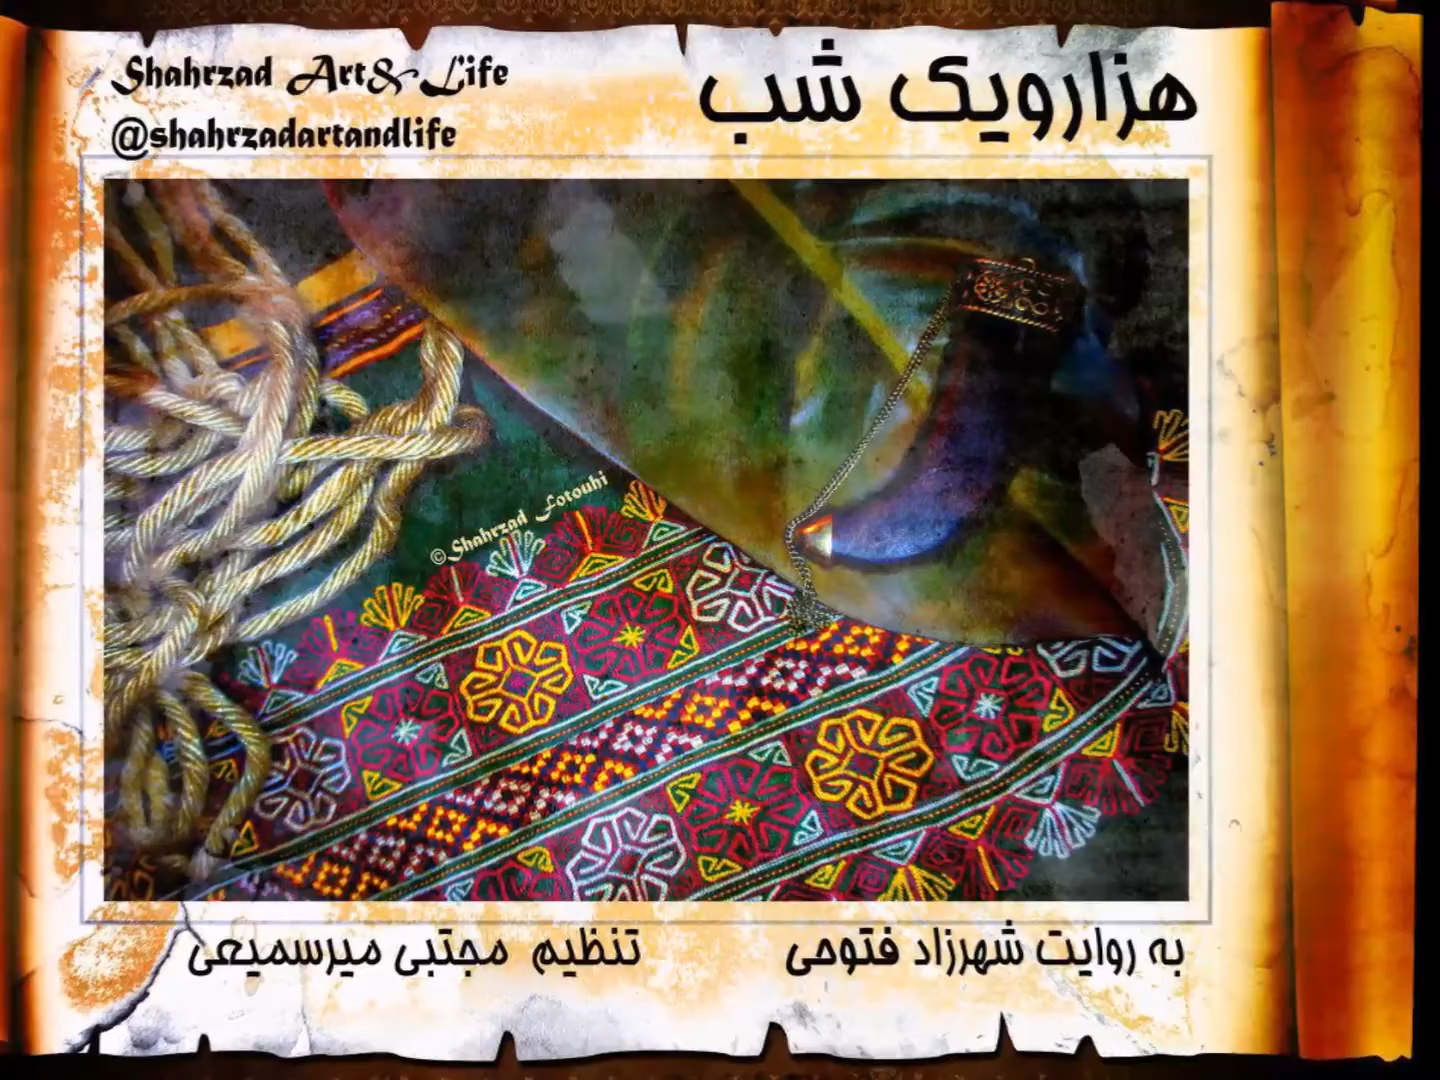 Shahrzad Art & Life
@shahrzadartandlife
هزارویک شب
©Shahrzad Fotouhi
به روایت شهرزاد فتوحی
تنظیم مجتبی میرسمیعی